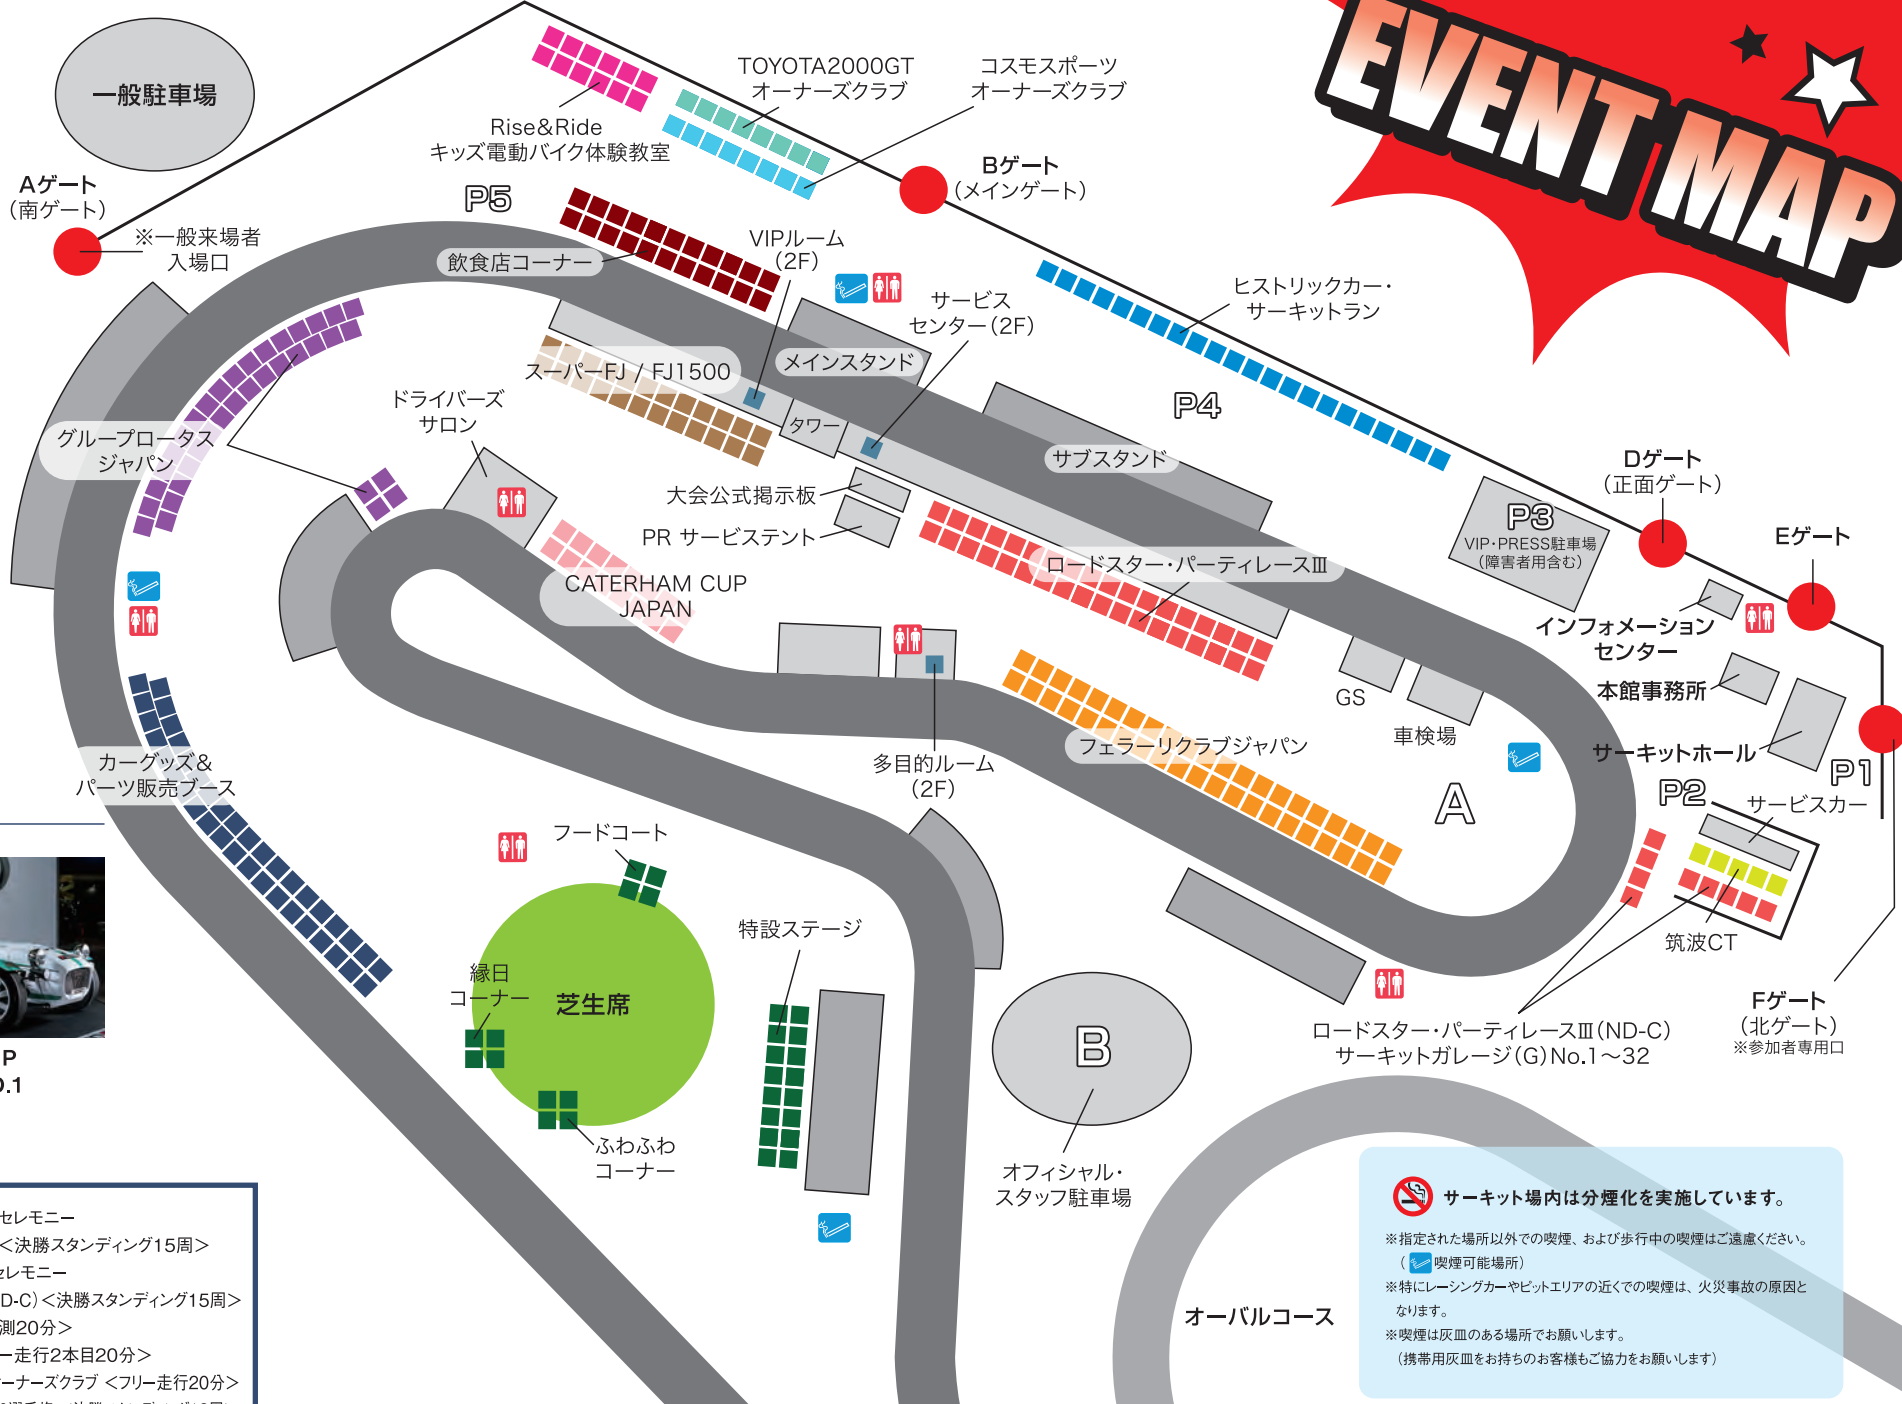 EVENT MAP
一般駐車場
TOYOTA2000GT
オーナーズクラブ
コスモスポーツ
オーナーズクラブ
Rise&Ride
キッズ電動バイク体験教室
Aゲート
(南ゲート)
※一般来場者
入場口
P5
Bゲート
(メインゲート)
飲食店コーナー
VIPルーム
(2F)
サービス
センター(2F)
ヒストリックカー・
サーキットラン
スーパーFJ / FJ1500
メインスタンド
P4
ドライバーズ
サロン
タワー
グループロータス
ジャパン
サブスタンド
大会公式掲示板
PR サービステント
Dゲート
(正面ゲート)
P3
VIP・PRESS駐車場
(障害者用含む)
Eゲート
CATERHAM CUP
JAPAN
ロードスター・パーティレースⅢ
インフォメーション
センター
本館事務所
GS
車検場
サーキットホール
P1
P2
サービスカー
カーグッズ&
パーツ販売ブース
多目的ルーム
(2F)
フェラーリクラブジャパン
A
フードコート
特設ステージ
筑波CT
縁日
コーナー
芝生席
B
Fゲート
(北ゲート)
※参加者専用口
ロードスター・パーティレースⅢ(ND-C)
サーキットガレージ(G)No.1〜32
ふわふわ
コーナー
オフィシャル・
スタッフ駐車場
オーバルコース
サーキット場内は分煙化を実施しています。
※指定された場所以外での喫煙、および歩行中の喫煙はご遠慮ください。
(喫煙可能場所)
※特にレーシングカーやピットエリアの近くでの喫煙は、火災事故の原因と
なります。
※喫煙は灰皿のある場所でお願いします。
(携帯用灰皿をお持ちのお客様もご協力をお願いします)
P
.1
セレモニー
<決勝スタンディング15周>
セレモニー
D-C)<決勝スタンディング15周>
測20分>
ー走行2本目20分>
ーナーズクラブ <フリー走行20分>